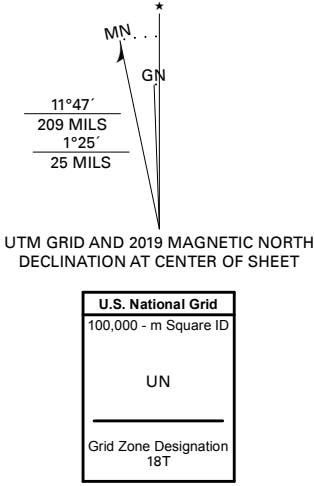 ★
MN
GN
11°47´
209 MILS
1°25´
25 MILS
UTM GRID AND 2019 MAGNETIC NORTH
DECLINATION AT CENTER OF SHEET
U.S. National Grid
100,000 - m Square ID
UN
Grid Zone Designation
18T